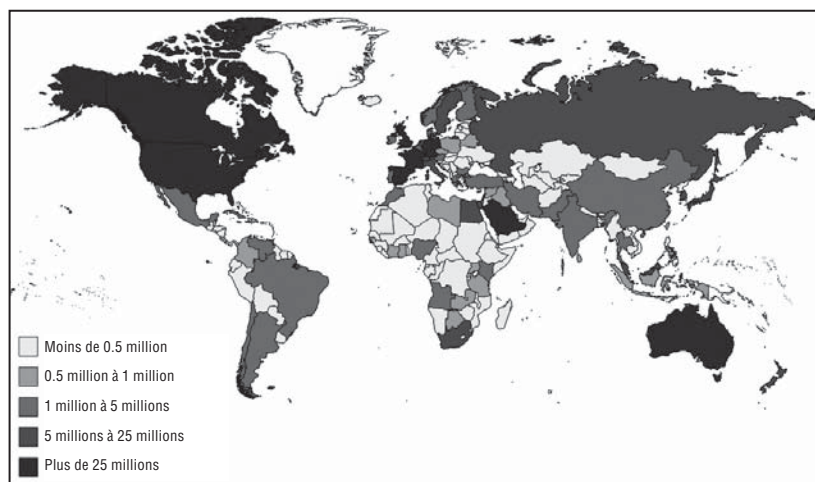 Moins de 0.5 million
0.5 million à 1 million
1 million à 5 millions
5 millions à 25 millions
Plus de 25 millions